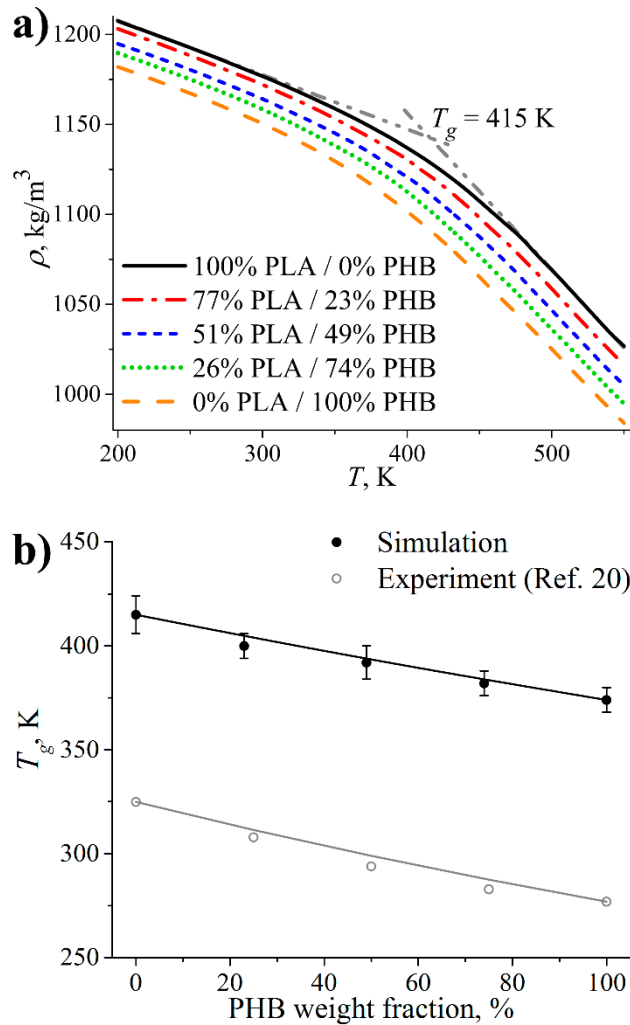 a)
1200
1150
1100
1050
1000
ρ, kg/m³
T_g = 415 K
100% PLA / 0% PHB
77% PLA / 23% PHB
51% PLA / 49% PHB
26% PLA / 74% PHB
0% PLA / 100% PHB
200 300 400 500
T, K
b)
450
400
350
300
250
T_g, K
Simulation
Experiment (Ref. 20)
0 20 40 60 80 100
PHB weight fraction, %